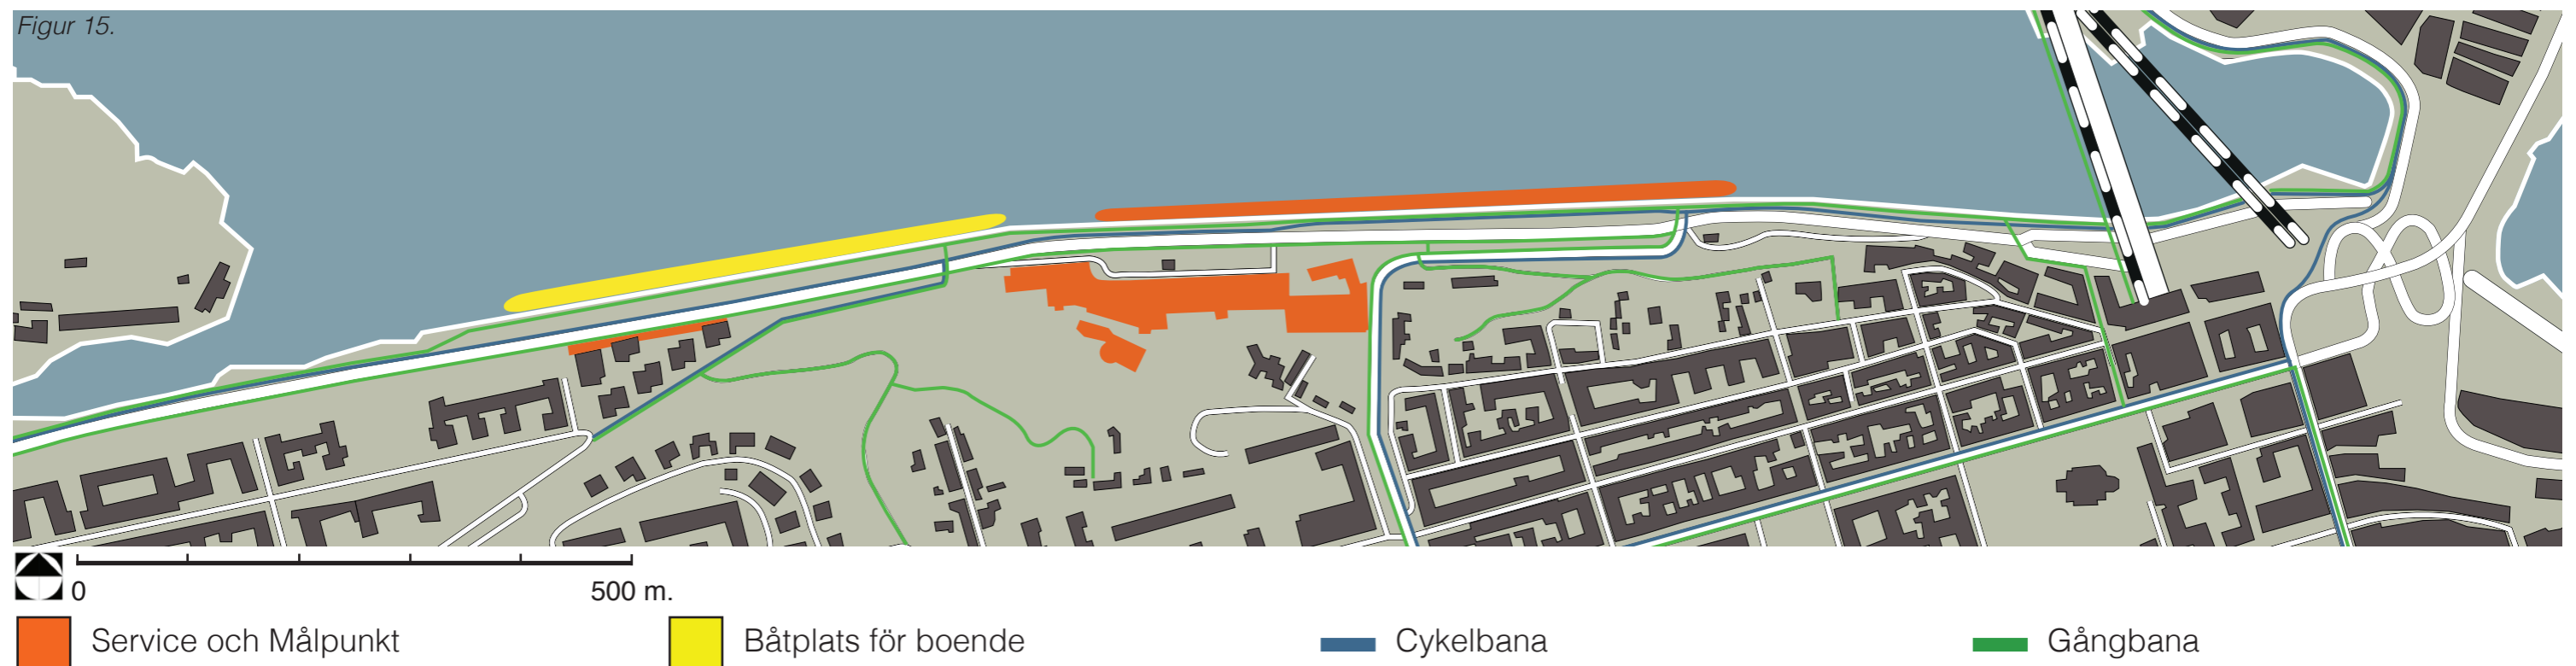 Figur 15.
0 500 m.
Service och Målpunkt Båtplats för boende Cykelbana Gångbana